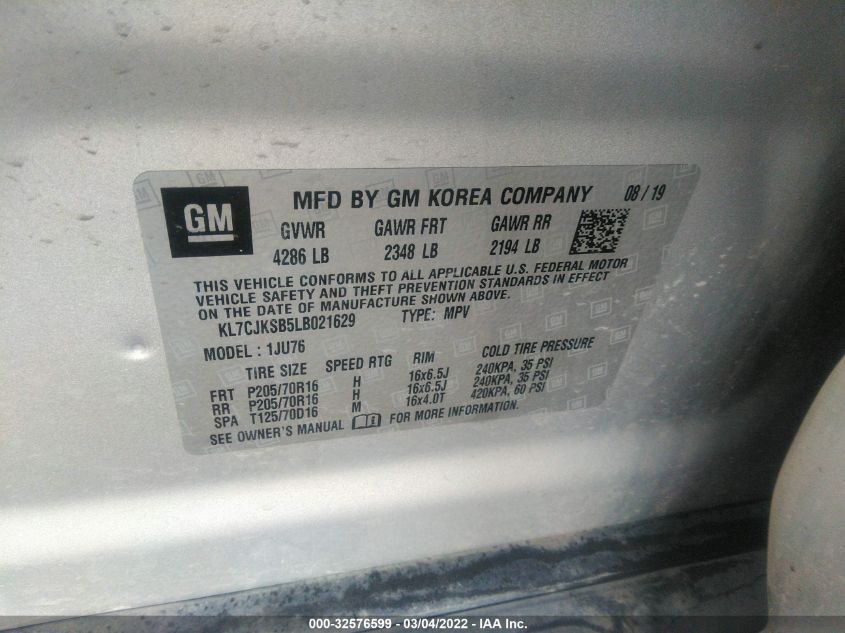 GM
MFD BY GM KOREA COMPANY 08/19
GVWR GAWR FRT GAWR RR
4286 LB 2348 LB 2194 LB
THIS VEHICLE CONFORMS TO ALL APPLICABLE U.S. FEDERAL MOTOR
VEHICLE SAFETY AND THEFT PREVENTION STANDARDS IN EFFECT
ON THE DATE OF MANUFACTURE SHOWN ABOVE.
KL7CJKSB5LB021629 TYPE: MPV
MODEL : 1JU76
TIRE SIZE SPEED RTG RIM COLD TIRE PRESSURE
FRT P205/70R16 H 16x6.5J 240KPA, 35 PSI
RR P205/70R16 H 16x6.5J 240KPA, 35 PSI
SPA T125/70D16 M 16x4.0T 420KPA, 60 PSI
SEE OWNER'S MANUAL FOR MORE INFORMATION.
000-32576599 - 03/04/2022 - IAA Inc.